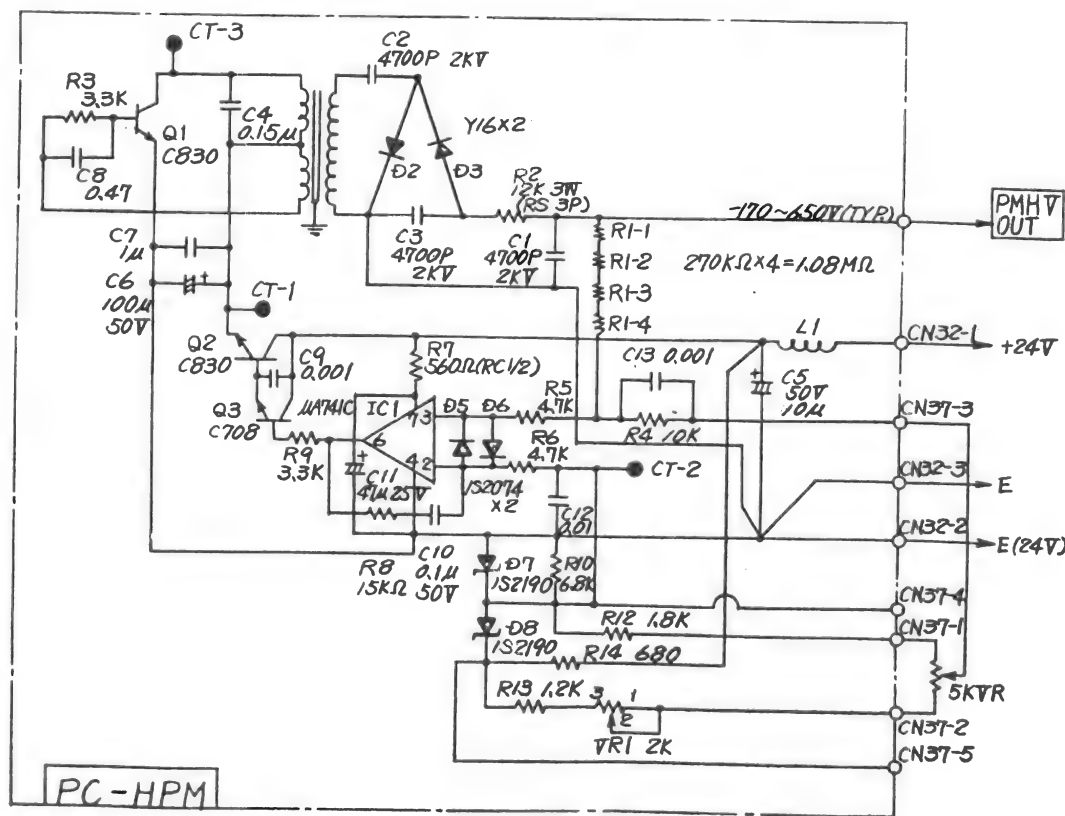 CT-3
C2
4700P 2KV
R3
3.3K
Q1
C830
C4
0.15μ
C8
0.47
Y16×2
D2
D3
R2
12K 3W
(RS 3P)
-170~650V(TYP.)
PMHV
OUT
C7
1μ
C3
4700P
2KV
C1
4700P
2KV
R1-1
R1-2
R1-3
R1-4
270KΩ×4=1.08MΩ
C6
100μ
50V
CT-1
L1
CN32-1
+24V
Q2
C830
C9
0.001
R7
560Ω(RC1/2)
C13 0.001
C5
50V
10μ
Q3
C708
μA741C
IC1
7
3
6
4
2
D5
D6
R5
4.7K
R4 10K
CN37-3
R9
3.3K
C11
47μ25V
R6
4.7K
CT-2
1S2074
×2
C12
0.01
CN32-3
E
CN32-2
E(24V)
R8
15KΩ
C10
0.1μ
50V
D7
1S2190
R10
6.8K
CN37-4
R12 1.8K
CN37-1
D8
1S2190
R14 680
5KVR
R13 1.2K
3
1
2
VR1 2K
CN37-2
CN37-5
PC-HPM